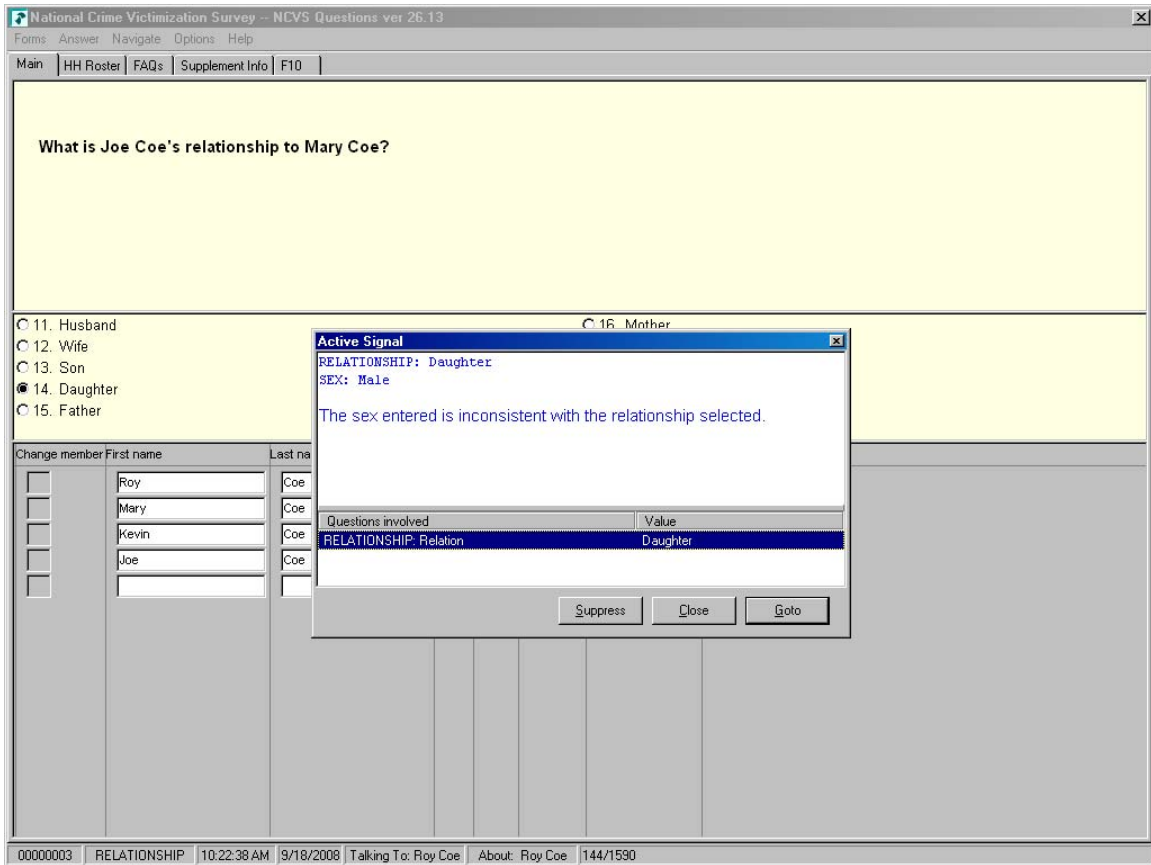 National Crime Victimization Survey -- NCVS Questions ver 26.13
Forms Answer Navigate Options Help
Main HH Roster FAQs Supplement Info F10
What is Joe Coe's relationship to Mary Coe?
11. Husband
12. Wife
13. Son
14. Daughter
15. Father
16. Mother
Active Signal
RELATIONSHIP: Daughter
SEX: Male
The sex entered is inconsistent with the relationship selected.
Questions involved Value
RELATIONSHIP: Relation Daughter
Suppress Close Goto
Change member First name Last na
Roy Coe
Mary Coe
Kevin Coe
Joe Coe
00000003 RELATIONSHIP 10:22:38 AM 9/18/2008 Talking To: Roy Coe About: Roy Coe 144/1590